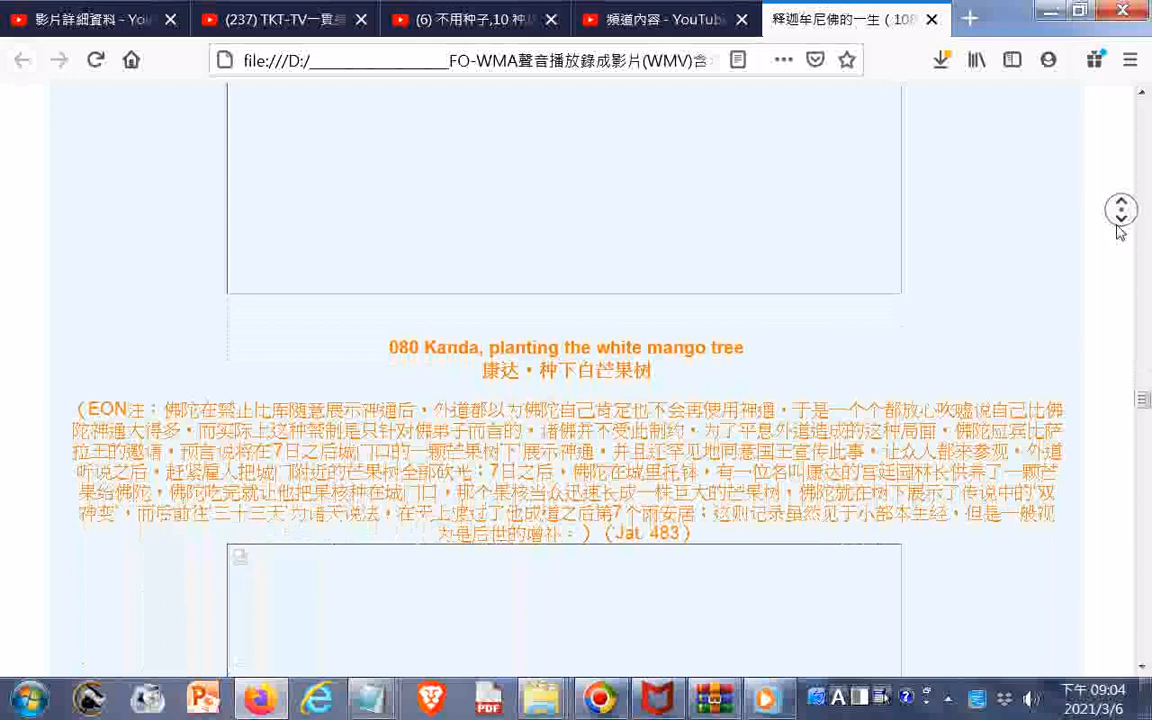 影片詳細資料 - You
(237) TKT-TV一貫
(6) 不用种子,10 种
頻道內容 - YouTub
释迦牟尼佛的一生（108
file:///D:/________________FO-WMA聲音播放錄成影片(WMV)含
080 Kanda, planting the white mango tree
康达・种下白芒果树
（EON注：佛陀在禁止比库随意展示神通后，外道都以为佛陀自己肯定也不会再使用神通，于是一个个都放心吹嘘说自己比佛
陀神通大得多，而实际上这种禁制是只针对佛弟子而言的，诸佛并不受此制约，为了平息外道造成的这种局面，佛陀应宾比萨
拉王的邀请，预言说将在7日之后城门口的一颗芒果树下展示神通，并且还罕见地同意国王宣传此事，让众人都来参观，外道
听说之后，赶紧雇人把城门附近的芒果树全部砍光；7日之后，佛陀在城里托钵，有一位名叫康达的宫廷园林长供养了一颗芒
果给佛陀，佛陀吃完就让他把果核种在城门口，那个果核当众迅速长成一株巨大的芒果树，佛陀就在树下展示了传说中的‘双
神变’，而后前往‘三十三天’为诸天说法，在天上度过了他成道之后第7个雨安居；这则记录虽然见于小部本生经，但是一般视
为是后世的增补。）（Jat. 483）
下午 09:04
2021/3/6